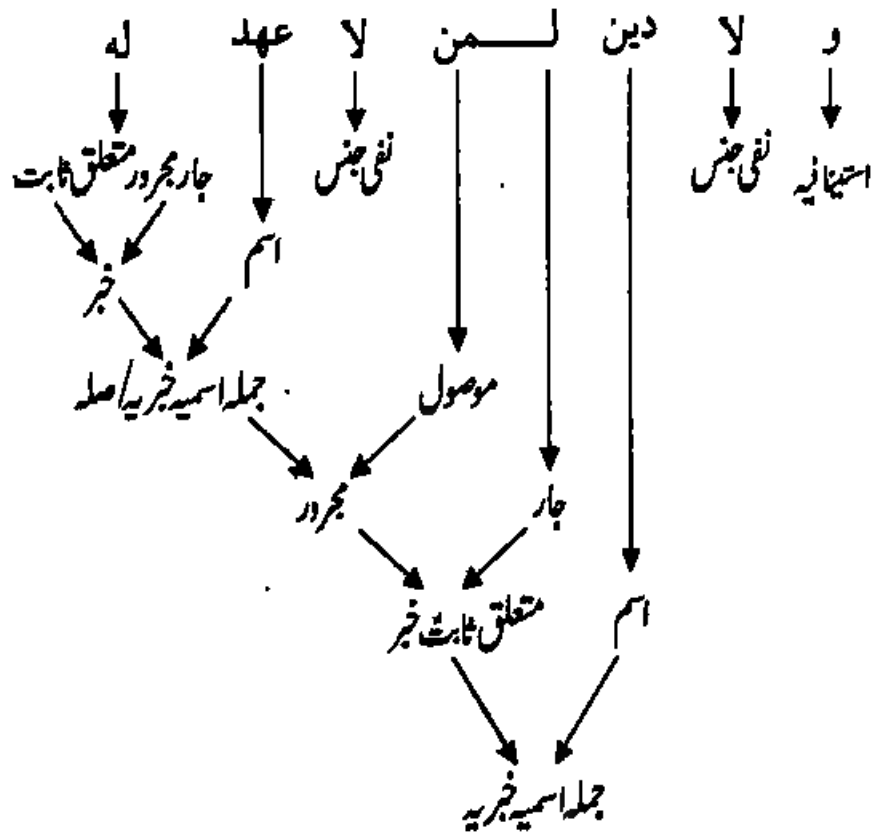 و لا دین لـــمن لا عهد له
استینافیہ نفی جنس نفی جنس جار مجرور متعلق ثابت
اسم خبر
موصول جملہ اسمیہ خبریہ/صلہ
جار مجرور
اسم متعلق ثابتٌ خبر
جملہ اسمیہ خبریہ